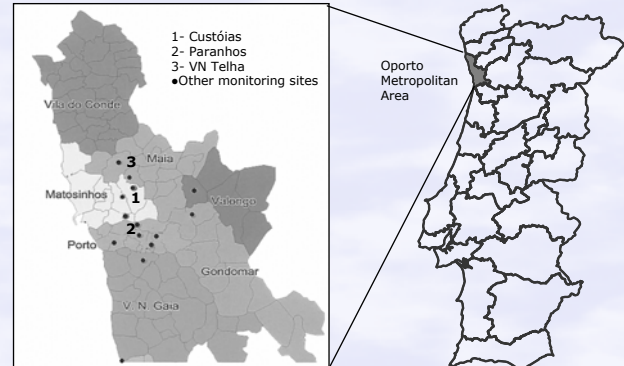 1- Custóias
2- Paranhos
3- VN Telha
●Other monitoring sites
Oporto
Metropolitan
Area
Vila do Conde
3
Maia
Matosinhos
1
Valongo
2
Porto
Gondomar
V. N. Gaia